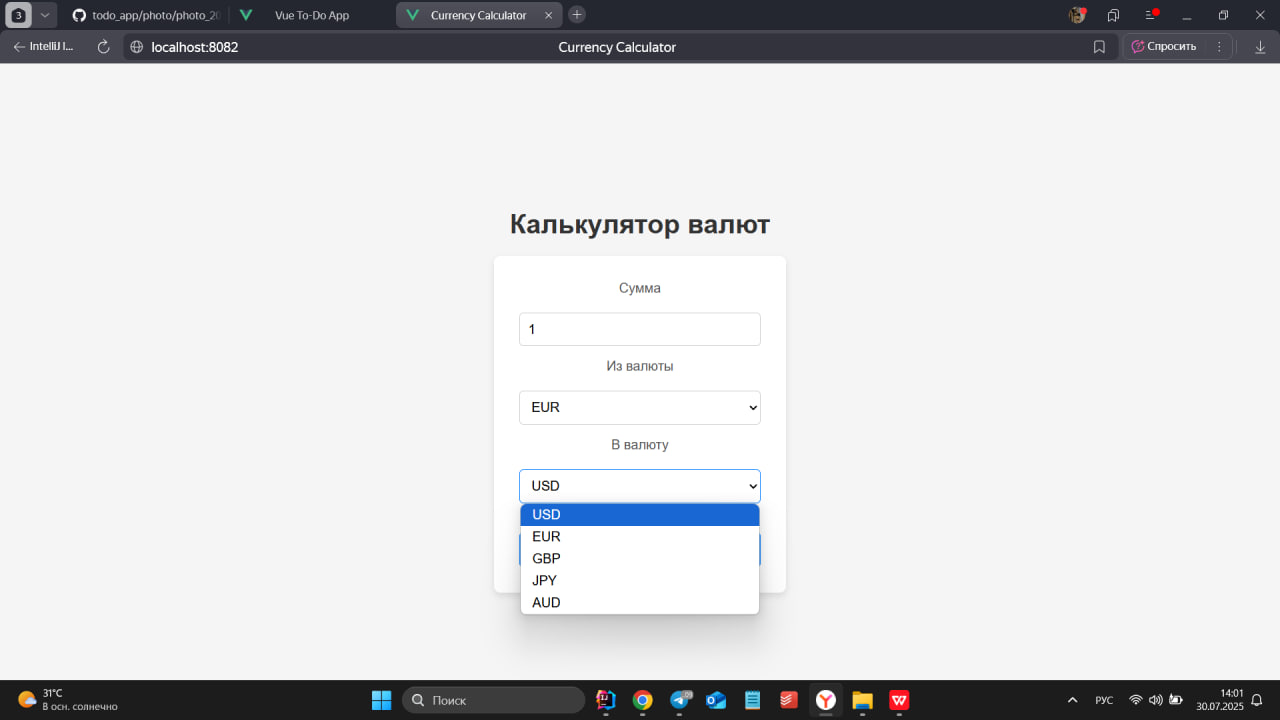 3
todo_app/photo/photo_20
Vue To-Do App
Currency Calculator
IntelliJ I...
localhost:8082
Currency Calculator
Спросить
Калькулятор валют
Сумма
1
Из валюты
EUR
В валюту
USD
USD
EUR
GBP
JPY
AUD
31°C
В осн. солнечно
Поиск
РУС
14:01
30.07.2025